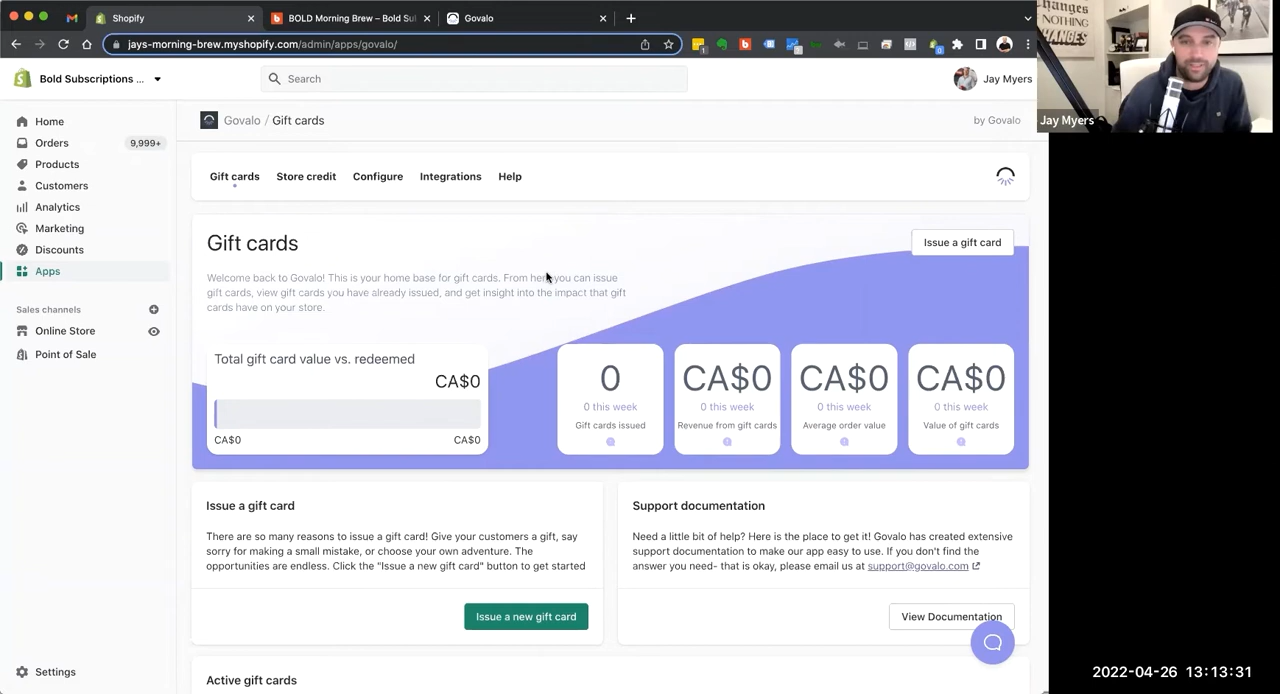 Shopify
BOLD Morning Brew – Bold Sul
Govalo
jays-morning-brew.myshopify.com/admin/apps/govalo/
Changes
NOTHING
CHANGES
Jay Myers
Bold Subscriptions ...
Search
Jay Myers
Home
Orders 9,999+
Products
Customers
Analytics
Marketing
Discounts
Apps
Sales channels
Online Store
Point of Sale
Settings
Govalo / Gift cards
by Govalo
Gift cards Store credit Configure Integrations Help
Gift cards
Issue a gift card
Welcome back to Govalo! This is your home base for gift cards. From here you can issue
gift cards, view gift cards you have already issued, and get insight into the impact that gift
cards have on your store.
Total gift card value vs. redeemed
CA$0
CA$0 CA$0
0
0 this week
Gift cards issued
CA$0
0 this week
Revenue from gift cards
CA$0
0 this week
Average order value
CA$0
0 this week
Value of gift cards
Issue a gift card
There are so many reasons to issue a gift card! Give your customers a gift, say
sorry for making a small mistake, or choose your own adventure. The
opportunities are endless. Click the "Issue a new gift card" button to get started
Issue a new gift card
Support documentation
Need a little bit of help? Here is the place to get it! Govalo has created extensive
support documentation to make our app easy to use. If you don't find the
answer you need- that is okay, please email us at support@govalo.com
View Documentation
Active gift cards
2022-04-26 13:13:31